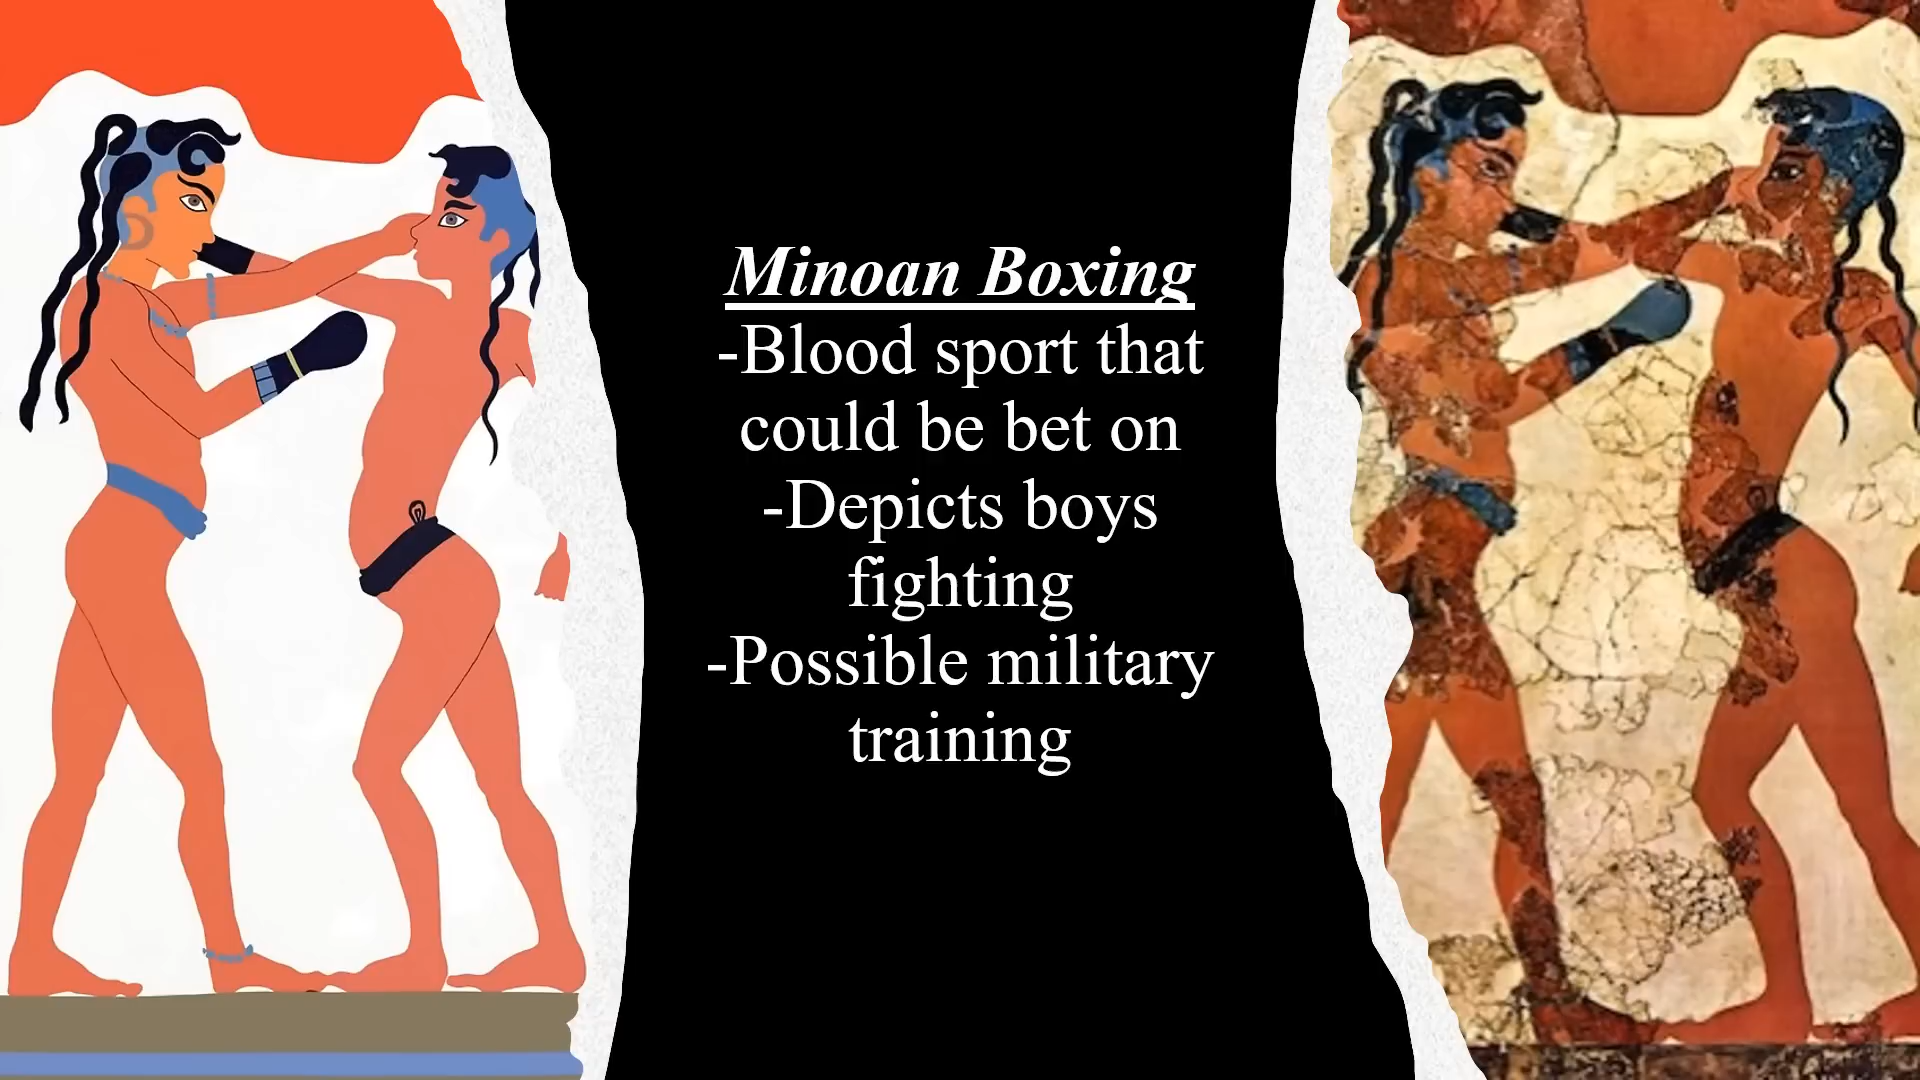 Minoan Boxing
-Blood sport that
could be bet on
-Depicts boys
fighting
-Possible military
training